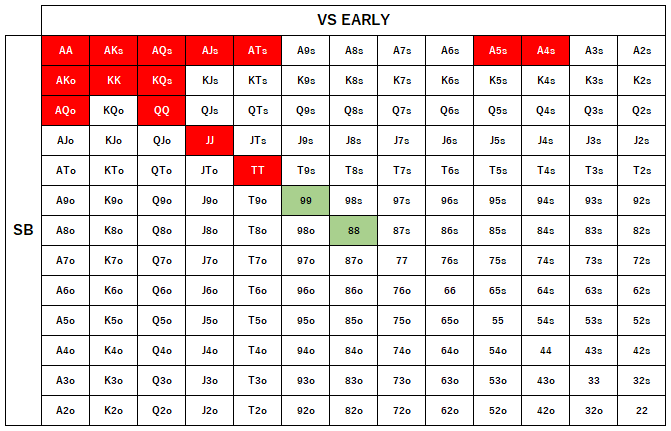 VS EARLY
AA AKs AQs AJs ATs A9s A8s A7s A6s A5s A4s A3s A2s
AKo KK KQs KJs KTs K9s K8s K7s K6s K5s K4s K3s K2s
AQo KQo QQ QJs QTs Q9s Q8s Q7s Q6s Q5s Q4s Q3s Q2s
AJo KJo QJo JJ JTs J9s J8s J7s J6s J5s J4s J3s J2s
ATo KTo QTo JTo TT T9s T8s T7s T6s T5s T4s T3s T2s
A9o K9o Q9o J9o T9o 99 98s 97s 96s 95s 94s 93s 92s
SB A8o K8o Q8o J8o T8o 98o 88 87s 86s 85s 84s 83s 82s
A7o K7o Q7o J7o T7o 97o 87o 77 76s 75s 74s 73s 72s
A6o K6o Q6o J6o T6o 96o 86o 76o 66 65s 64s 63s 62s
A5o K5o Q5o J5o T5o 95o 85o 75o 65o 55 54s 53s 52s
A4o K4o Q4o J4o T4o 94o 84o 74o 64o 54o 44 43s 42s
A3o K3o Q3o J3o T3o 93o 83o 73o 63o 53o 43o 33 32s
A2o K2o Q2o J2o T2o 92o 82o 72o 62o 52o 42o 32o 22